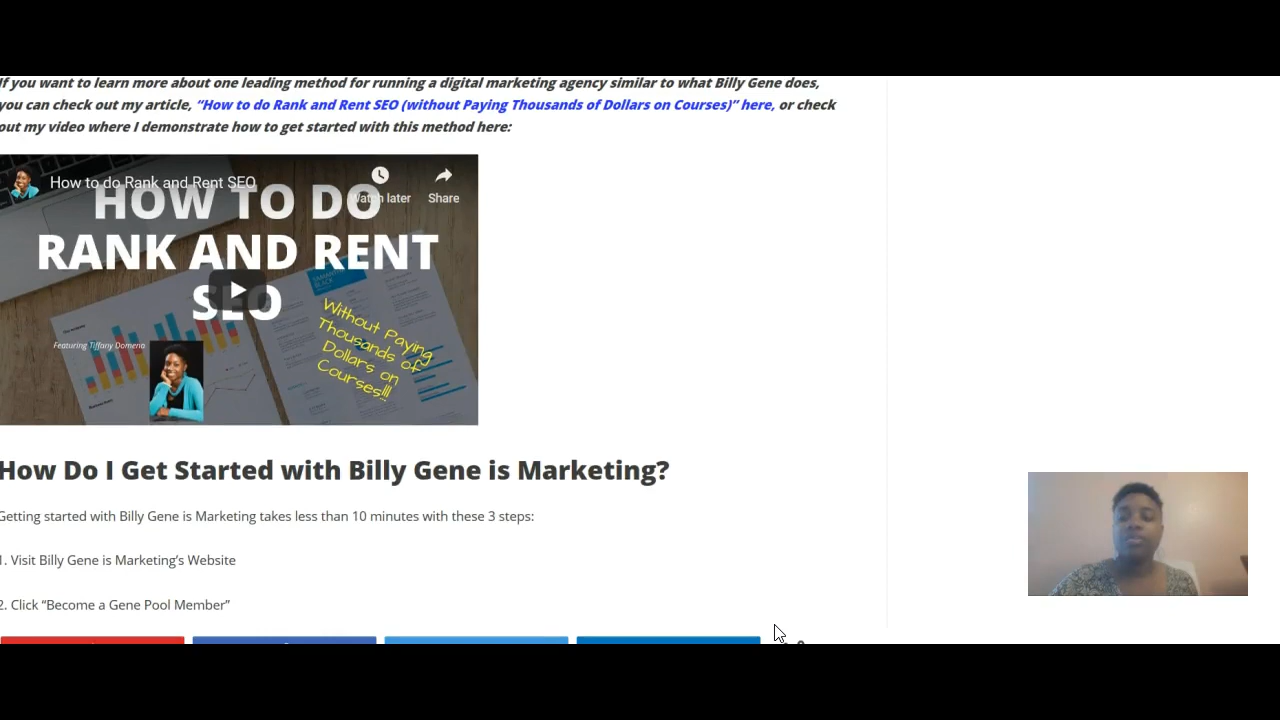 If you want to learn more about one leading method for running a digital marketing agency similar to what Billy Gene does,
you can check out my article, “How to do Rank and Rent SEO (without Paying Thousands of Dollars on Courses)” here, or check
out my video where I demonstrate how to get started with this method here:
How to do Rank and Rent SEO
Watch later
Share
HOW TO DO
RANK AND RENT
SEO
Without Paying
Thousands of
Dollars on
Courses!!!
Featuring Tiffany Domena
How Do I Get Started with Billy Gene is Marketing?
Getting started with Billy Gene is Marketing takes less than 10 minutes with these 3 steps:
1. Visit Billy Gene is Marketing’s Website
2. Click “Become a Gene Pool Member”